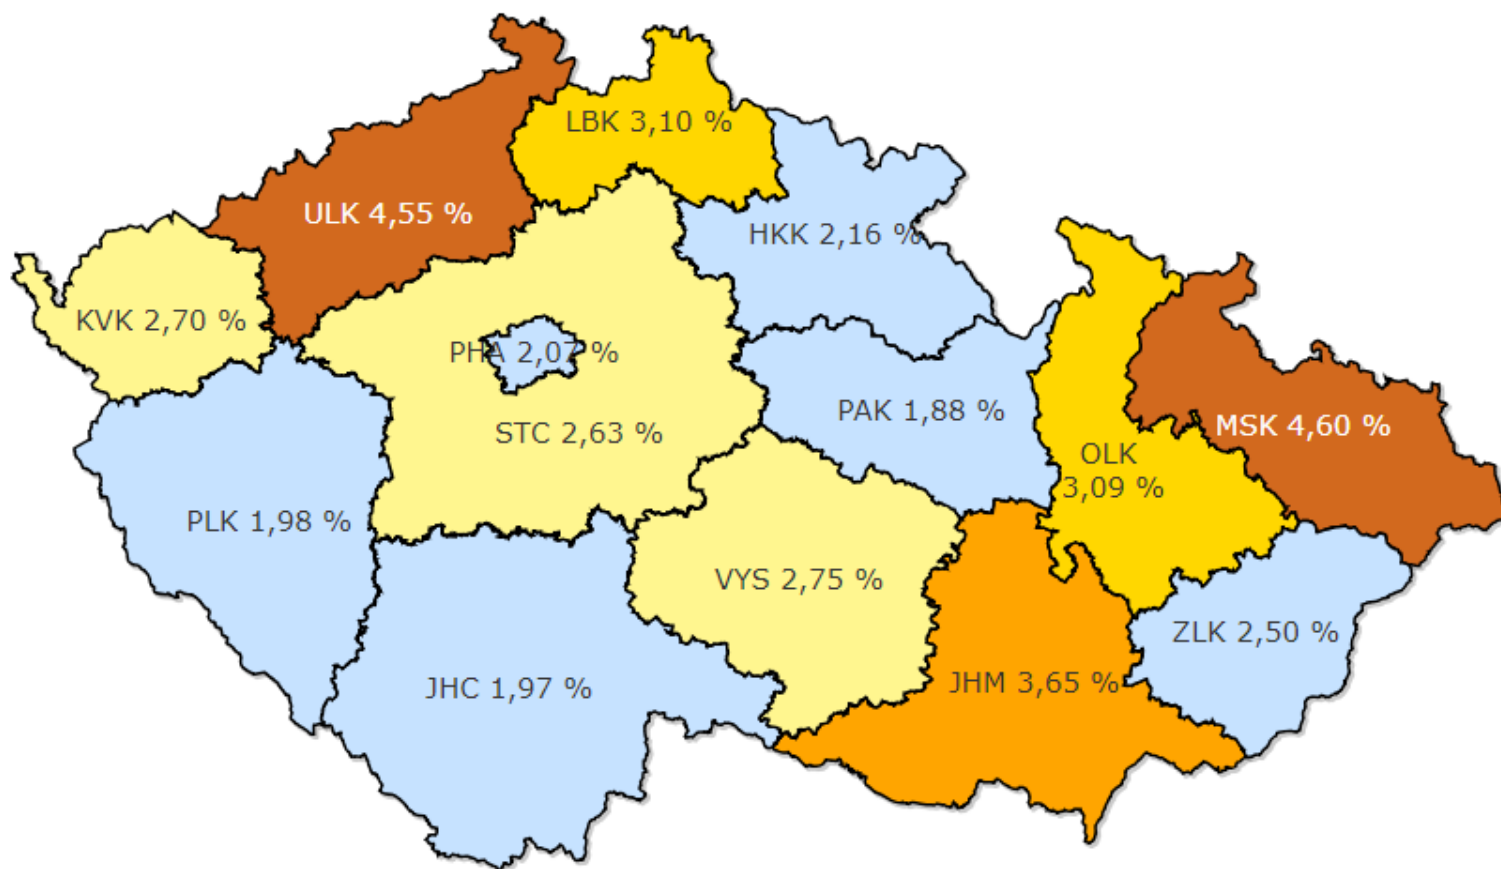 LBK 3,10 %
ULK 4,55 %
HKK 2,16 %
KVK 2,70 %
PHA 2,07 %
PAK 1,88 %
STC 2,63 %
MSK 4,60 %
OLK
3,09 %
PLK 1,98 %
VYS 2,75 %
ZLK 2,50 %
JHC 1,97 %
JHM 3,65 %